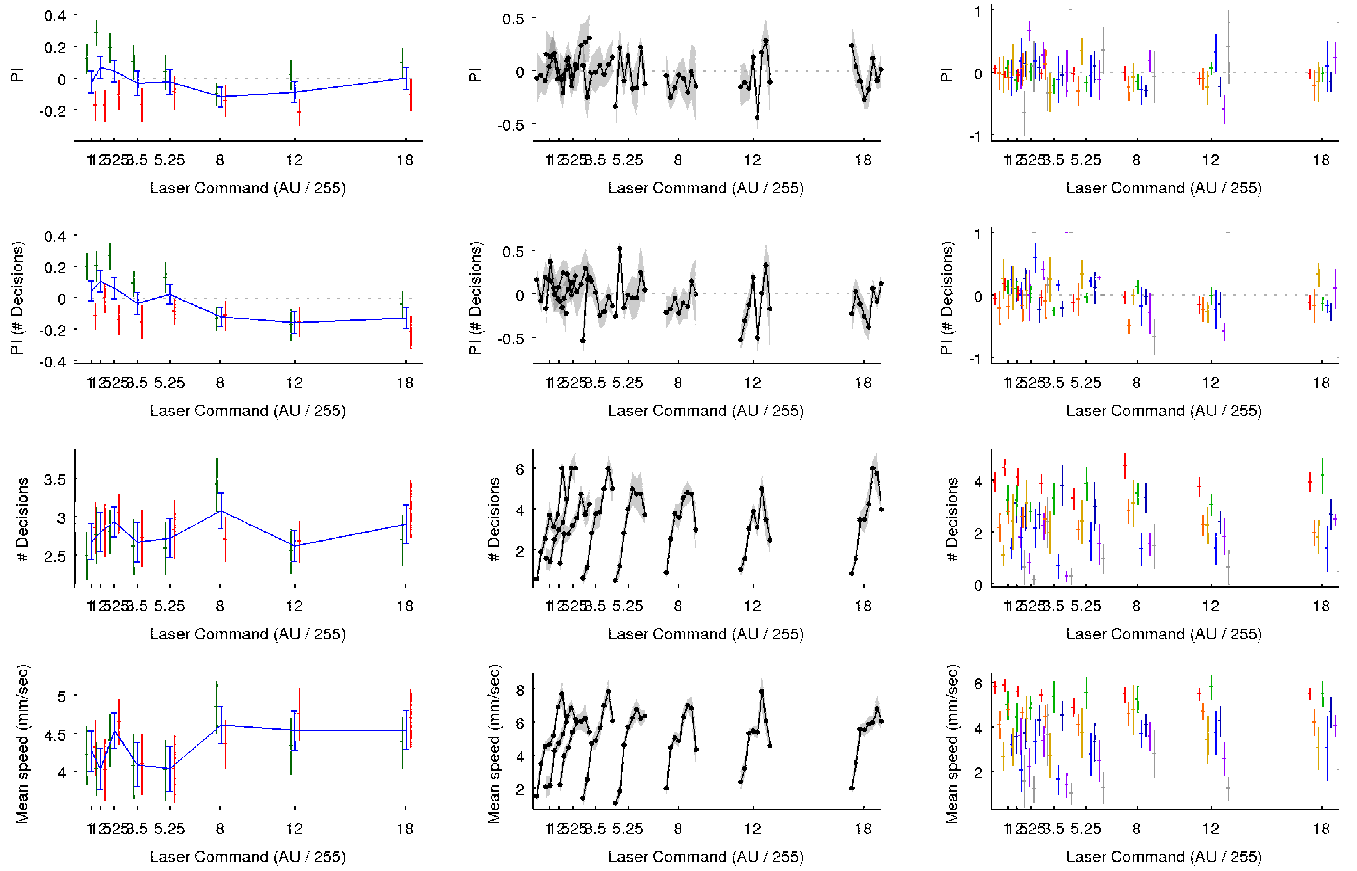 0.4
0.2
0
-0.2
PI
5.25 8 12 18
Laser Command (AU / 255)
0.5
0
-0.5
PI
5.25 8 12 18
Laser Command (AU / 255)
1
0
-1
PI
5.25 8 12 18
Laser Command (AU / 255)
0.4
0.2
0
-0.2
-0.4
PI (# Decisions)
5.25 8 12 18
Laser Command (AU / 255)
0.5
0
-0.5
PI (# Decisions)
5.25 8 12 18
Laser Command (AU / 255)
1
0
-1
PI (# Decisions)
5.25 8 12 18
Laser Command (AU / 255)
3.5
3
2.5
# Decisions
5.25 8 12 18
Laser Command (AU / 255)
6
4
2
# Decisions
5.25 8 12 18
Laser Command (AU / 255)
4
2
0
# Decisions
5.25 8 12 18
Laser Command (AU / 255)
5
4.5
4
Mean speed (mm/sec)
5.25 8 12 18
Laser Command (AU / 255)
8
6
4
2
Mean speed (mm/sec)
5.25 8 12 18
Laser Command (AU / 255)
6
4
2
Mean speed (mm/sec)
5.25 8 12 18
Laser Command (AU / 255)